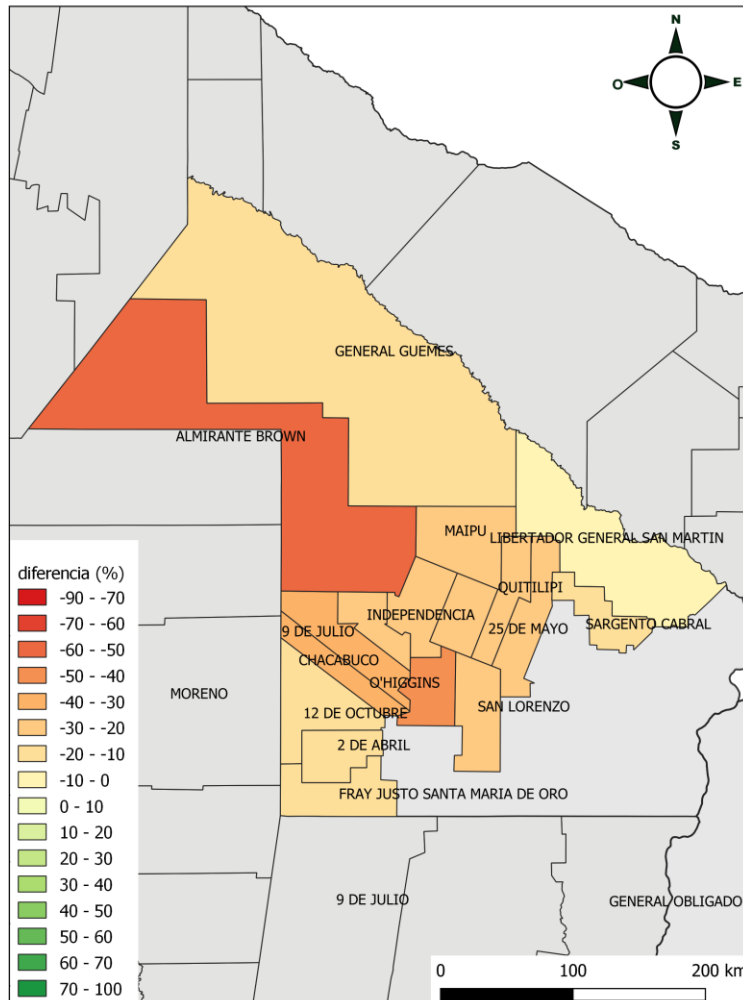 N
O
E
S
GENERAL GUEMES
ALMIRANTE BROWN
MAIPU
LIBERTADOR GENERAL SAN MARTIN
QUITILIPI
INDEPENDENCIA
SARGENTO CABRAL
25 DE MAYO
9 DE JULIO
CHACABUCO
O'HIGGINS
MORENO
SAN LORENZO
12 DE OCTUBRE
2 DE ABRIL
FRAY JUSTO SANTA MARIA DE ORO
9 DE JULIO
GENERAL OBLIGADO
diferencia (%)
-90 - -70
-70 - -60
-60 - -50
-50 - -40
-40 - -30
-30 - -20
-20 - -10
-10 - 0
0 - 10
10 - 20
20 - 30
30 - 40
40 - 50
50 - 60
60 - 70
70 - 100
0 100 200 km